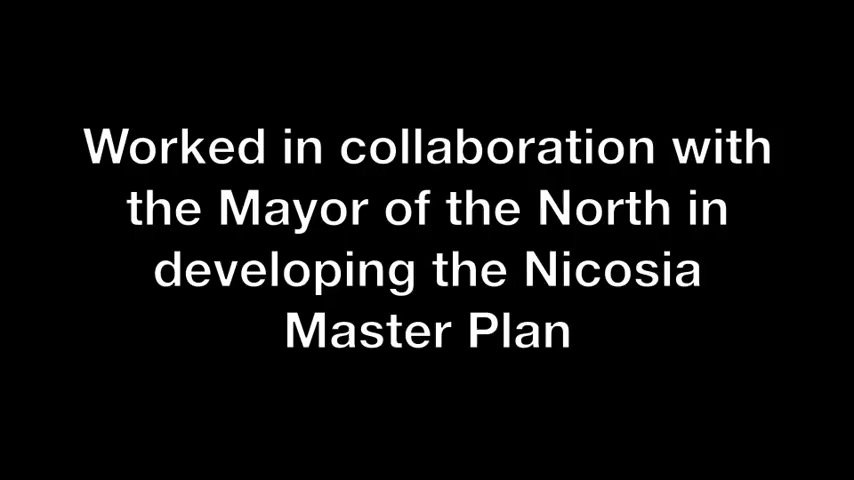 Worked in collaboration with
the Mayor of the North in
developing the Nicosia
Master Plan